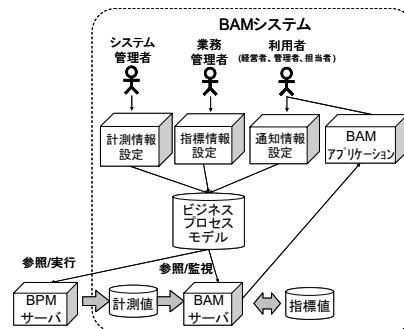 BAMシステム
システム
管理者
業務
管理者
利用者
(経営者、管理者、担当者)
計測情報
設定
指標情報
設定
通知情報
設定
BAM
アプリケーション
ビジネス
プロセス
モデル
参照/実行
参照/監視
BPM
サーバ
計測値
BAM
サーバ
指標値